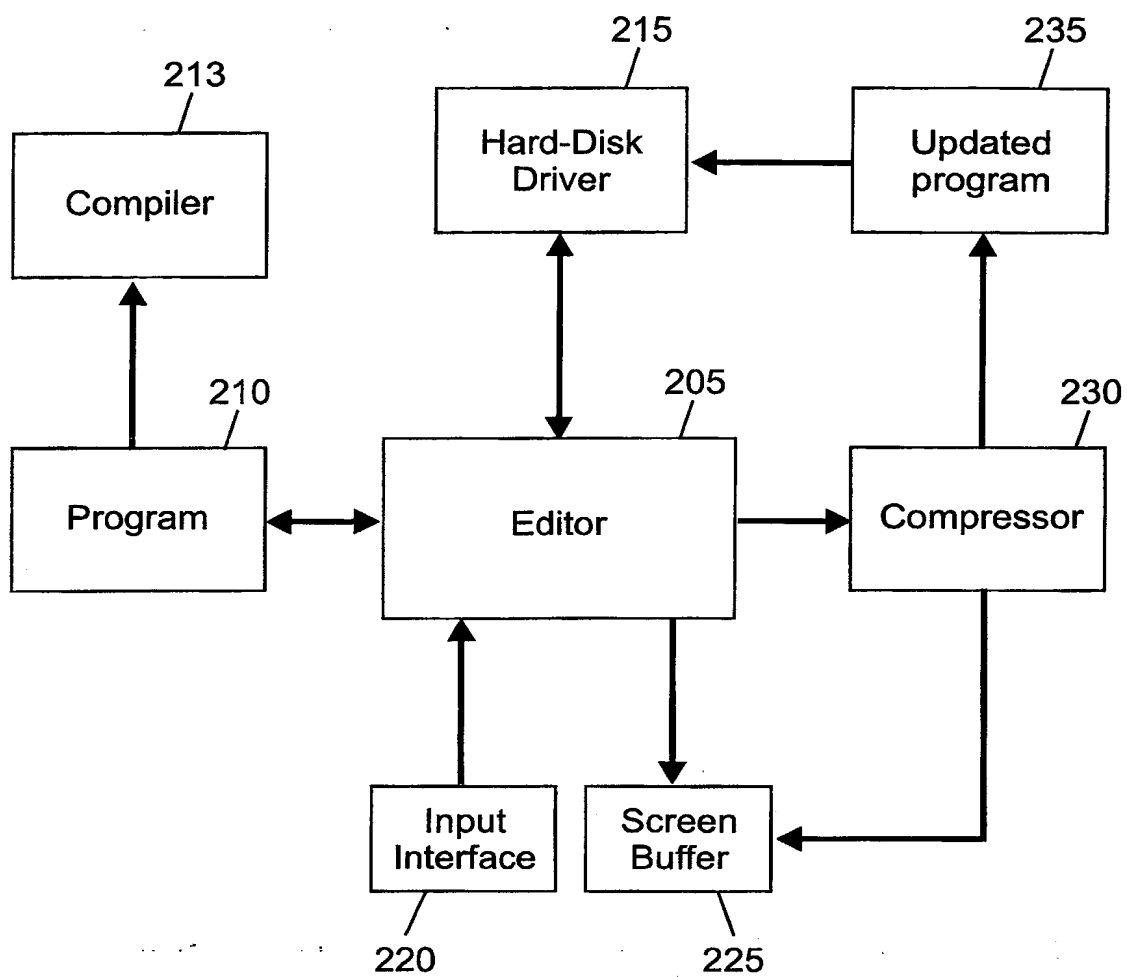 215
235
213
Hard-Disk
Driver
Updated
program
Compiler
210
205
230
Program
Editor
Compressor
Input
Interface
Screen
Buffer
220
225